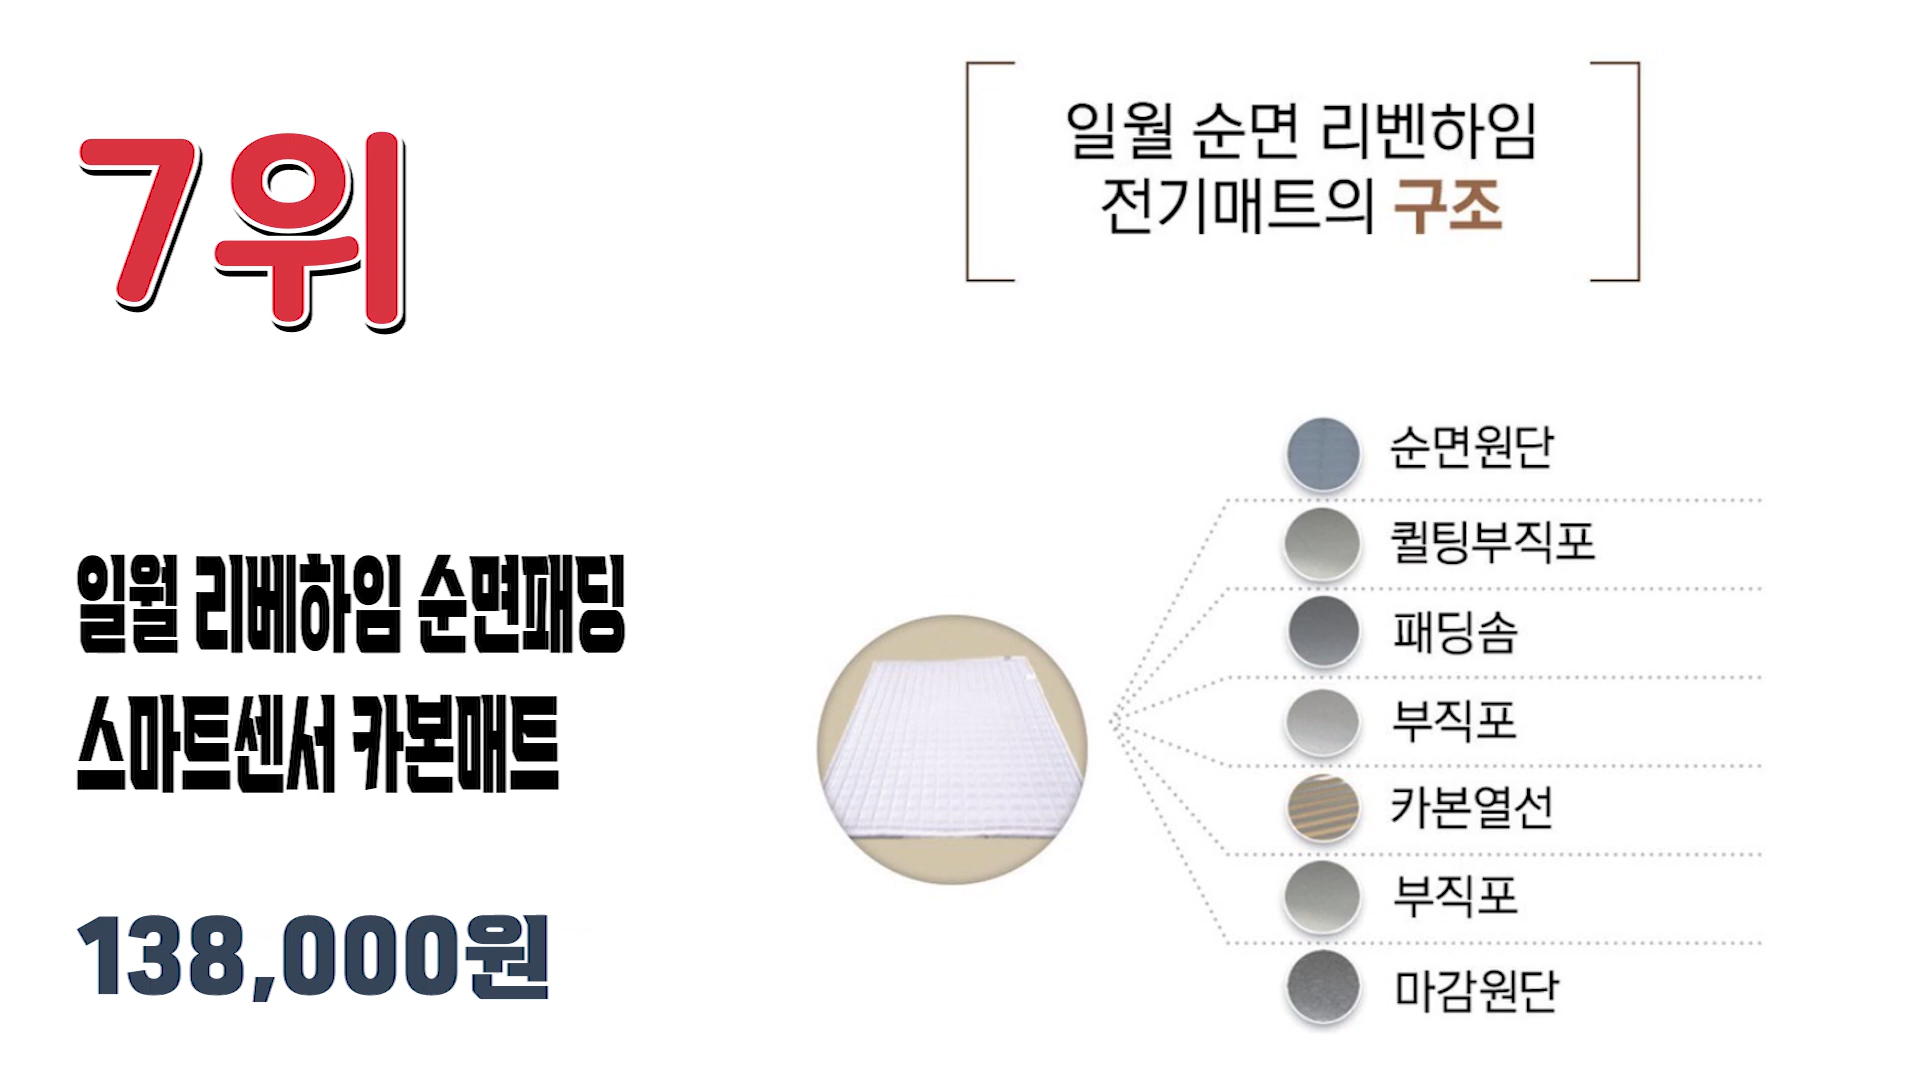 7위
일월 리베하임 순면패딩
스마트센서 카본매트
138,000원
일월 순면 리벤하임
전기매트의 구조
순면원단
퀼팅부직포
패딩솜
부직포
카본열선
부직포
마감원단